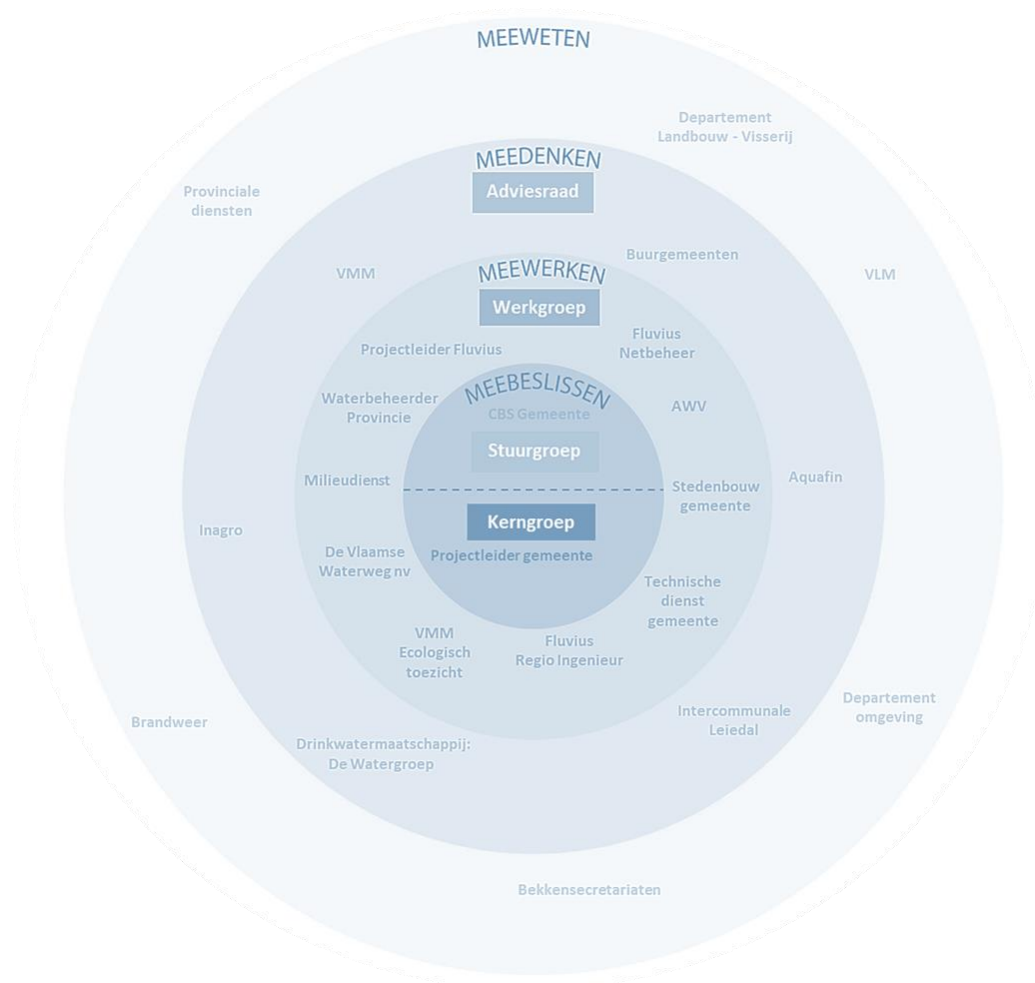 MEEWETEN
Departement
Landbouw - Visserij
MEEDENKEN
Adviesraad
Provinciale
diensten
Buurgemeenten
VMM
VLM
MEEWERKEN
Werkgroep
Fluvius
Netbeheer
Projectleider Fluvius
MEEBESLISSEN
Waterbeheerder
Provincie
AWV
CBS Gemeente
Stuurgroep
Milieudienst
Stedenbouw
gemeente
Aquafin
Kerngroep
Projectleider gemeente
Inagro
De Vlaamse
Waterweg nv
Technische
dienst
gemeente
VMM
Ecologisch
toezicht
Fluvius
Regio Ingenieur
Departement
omgeving
Intercommunale
Leiedal
Brandweer
Drinkwatermaatschappij:
De Watergroep
Bekkensecretariaten